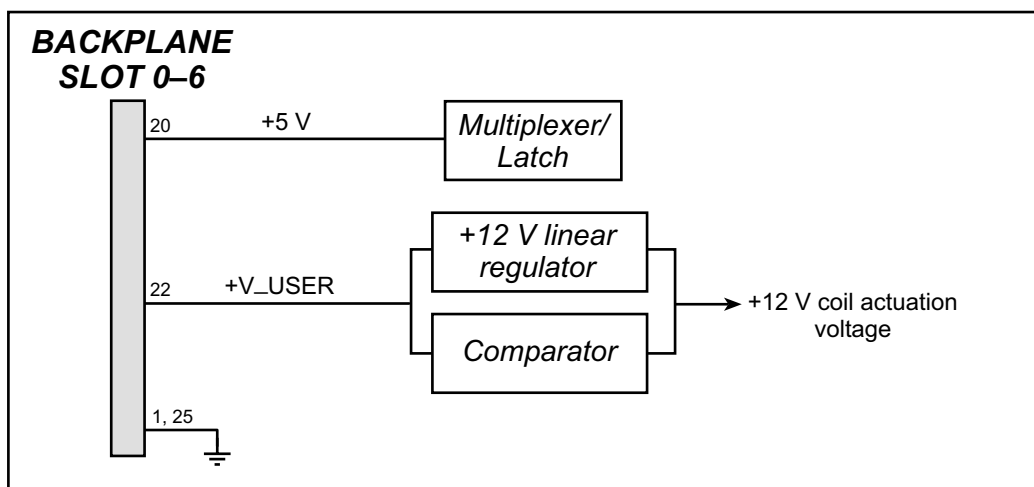 BACKPLANE
SLOT 0–6
20
+5 V
Multiplexer/
Latch
22
+V_USER
+12 V linear
regulator
Comparator
+12 V coil actuation
voltage
1, 25